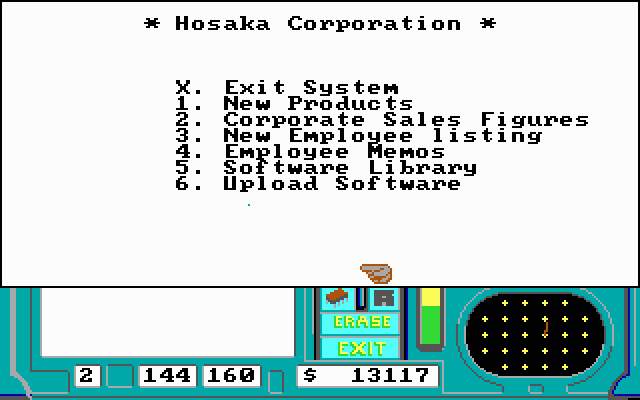 * Hosaka Corporation *
X. Exit System
1. New Products
2. Corporate Sales Figures
3. New Employee listing
4. Employee Memos
5. Software Library
6. Upload Software
R
ERASE
EXIT
2 144 160 $ 13117